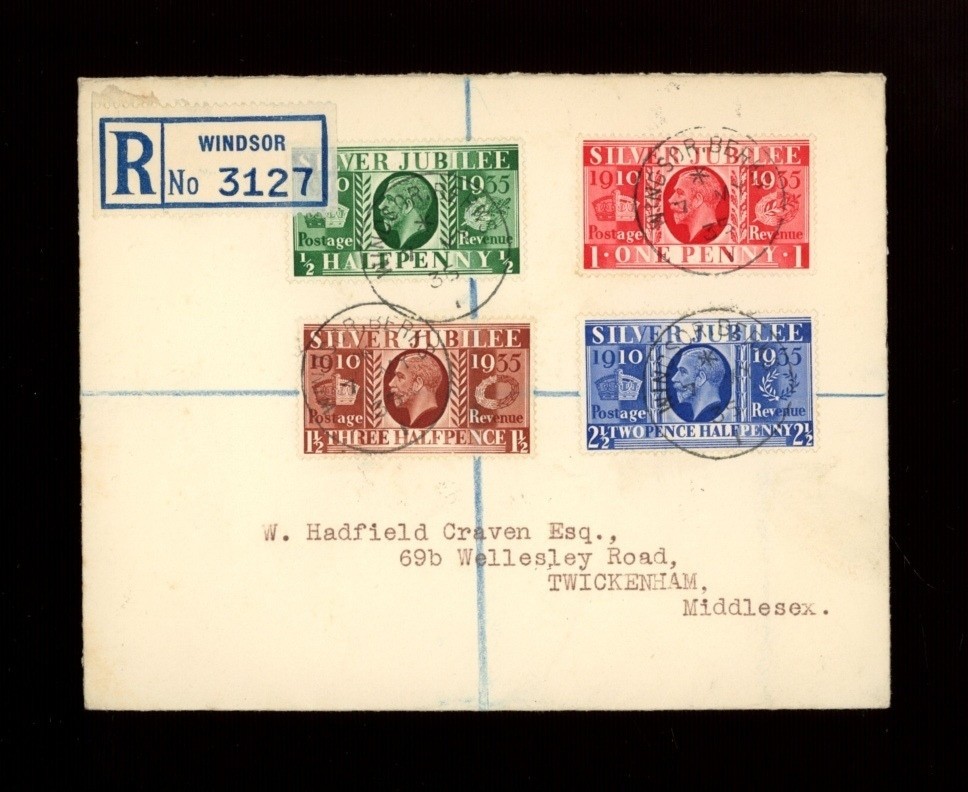 R WINDSOR
No 3127
SILVER JUBILEE
1910 1935
Postage Revenue
½ HALFPENNY ½
SILVER JUBILEE
1910 1935
Postage Revenue
1 · ONE PENNY · 1
SILVER JUBILEE
1910 1935
Postage Revenue
1½ THREE HALFPENCE 1½
SILVER JUBILEE
1910 1935
Postage Revenue
2½ TWO PENCE HALFPENNY 2½
W. Hadfield Craven Esq.,
69b Wellesley Road,
TWICKENHAM,
Middlesex.